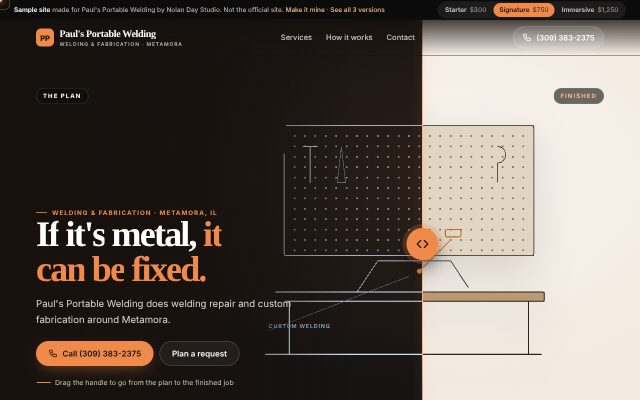 Sample site made for Paul's Portable Welding by Nolan Day Studio. Not the official site. Make it mine · See all 3 versions
Starter $300 Signature $750 Immersive $1,250
PP Paul's Portable Welding
WELDING & FABRICATION · METAMORA
Services How it works Contact
(309) 383-2375
THE PLAN
FINISHED
WELDING & FABRICATION · METAMORA, IL
If it's metal, it
can be fixed.
Paul's Portable Welding does welding repair and custom
fabrication around Metamora.
CUSTOM WELDING
Call (309) 383-2375 Plan a request
Drag the handle to go from the plan to the finished job